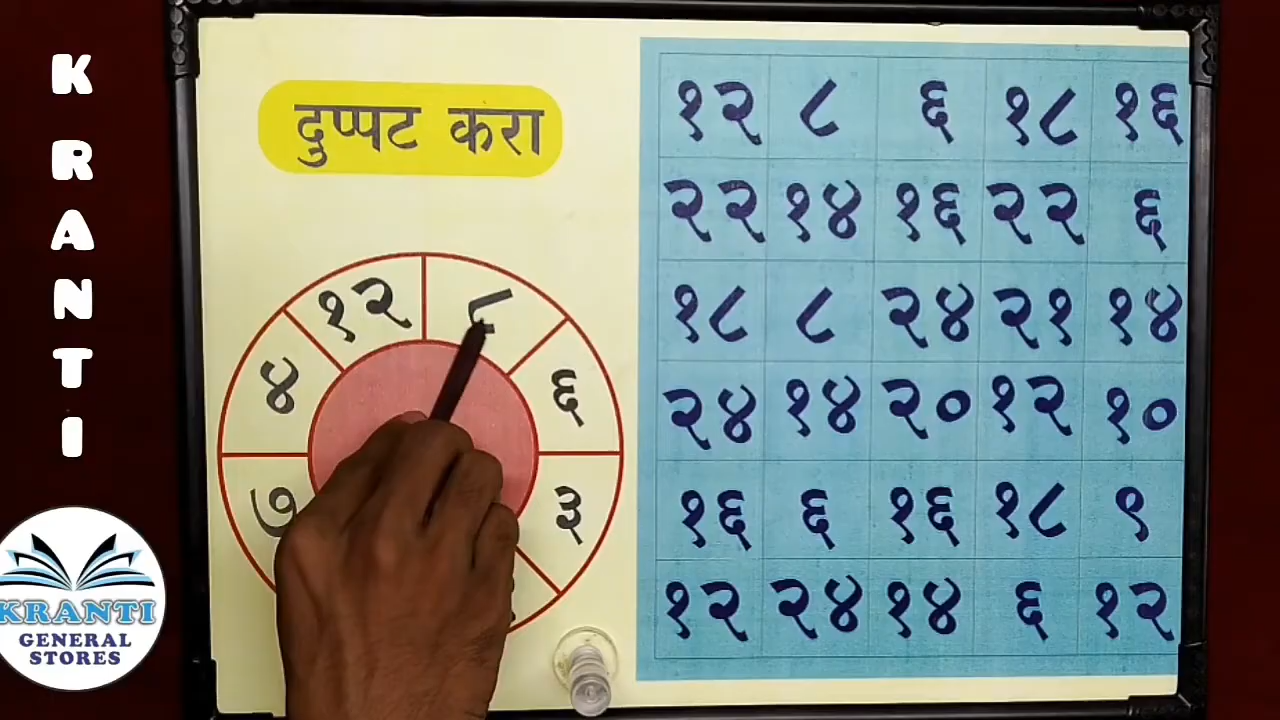 KRANTI
KRANTI
GENERAL
STORES
दुप्पट करा
१२
८
६
३
४
७
१२ ८ ६ १८ १६
२२ १४ १६ २२ ६
१८ ८ २४ २१ १४
२४ १४ २० १२ १०
१६ ६ १६ १८ ९
१२ २४ १४ ६ १२